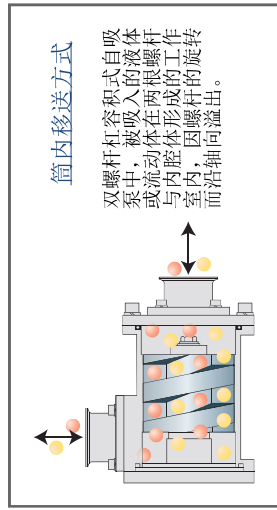 筒内移送方式
双螺杆杠容积式自吸
泵中，被吸入的液体
或流动体在两根螺杆
与内腔体形成的工作
室内，因螺杆的旋转
而沿轴向溢出。